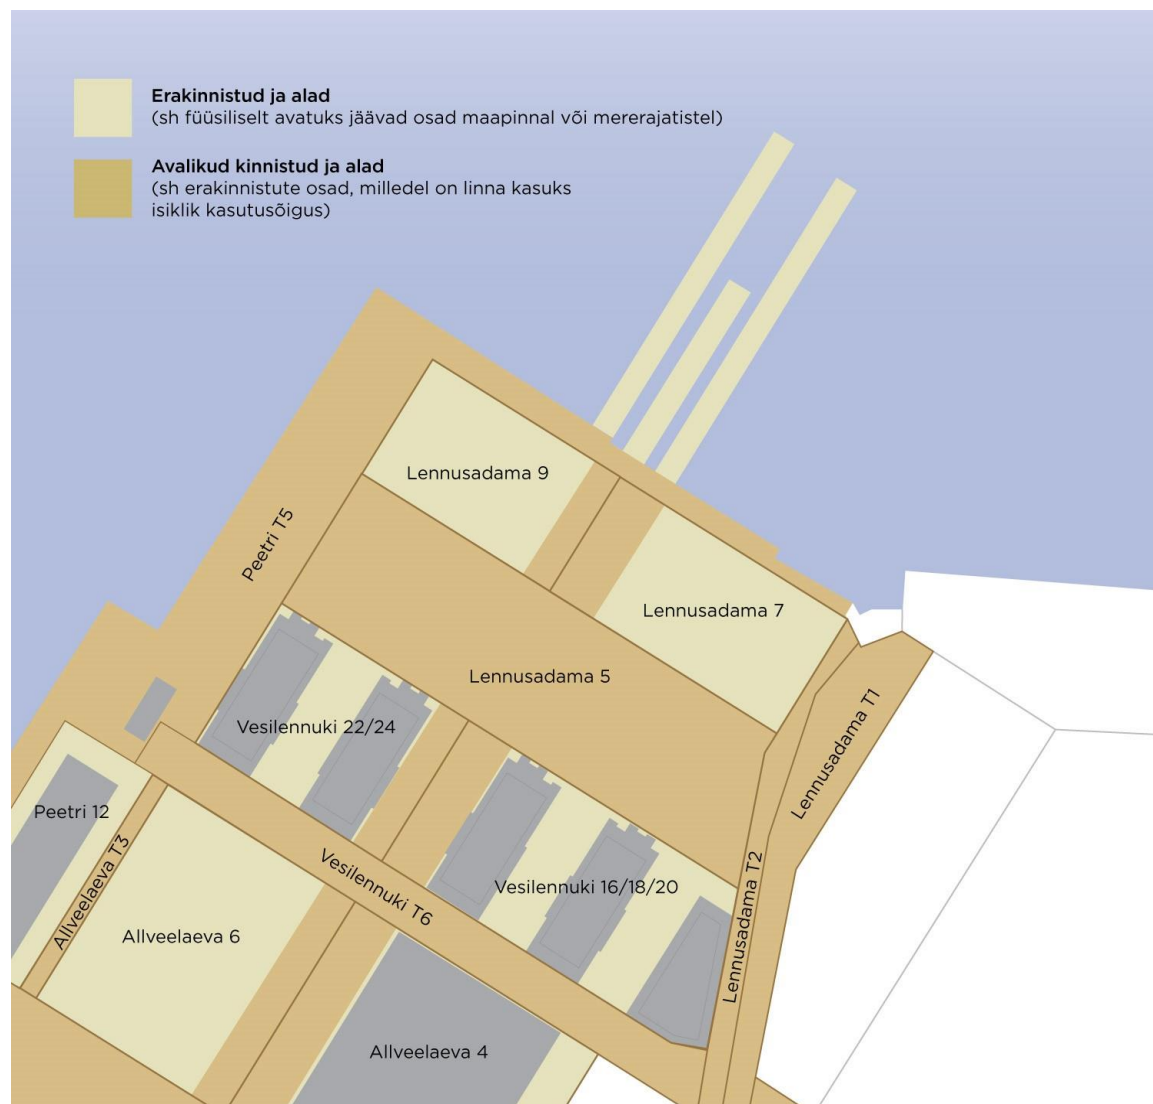 Erakinnistud ja alad
(sh füüsiliselt avatuks jäävad osad maapinnal või mererajatistel)
Avalikud kinnistud ja alad
(sh erakinnistute osad, milledel on linna kasuks
isiklik kasutusõigus)
Lennusadama 9
Peetri T5
Lennusadama 7
Lennusadama 5
Vesilennuki 22/24
Lennusadama T1
Peetri 12
Allveelaeva T3
Vesilennuki T6
Vesilennuki 16/18/20
Lennusadama T2
Allveelaeva 6
Allveelaeva 4